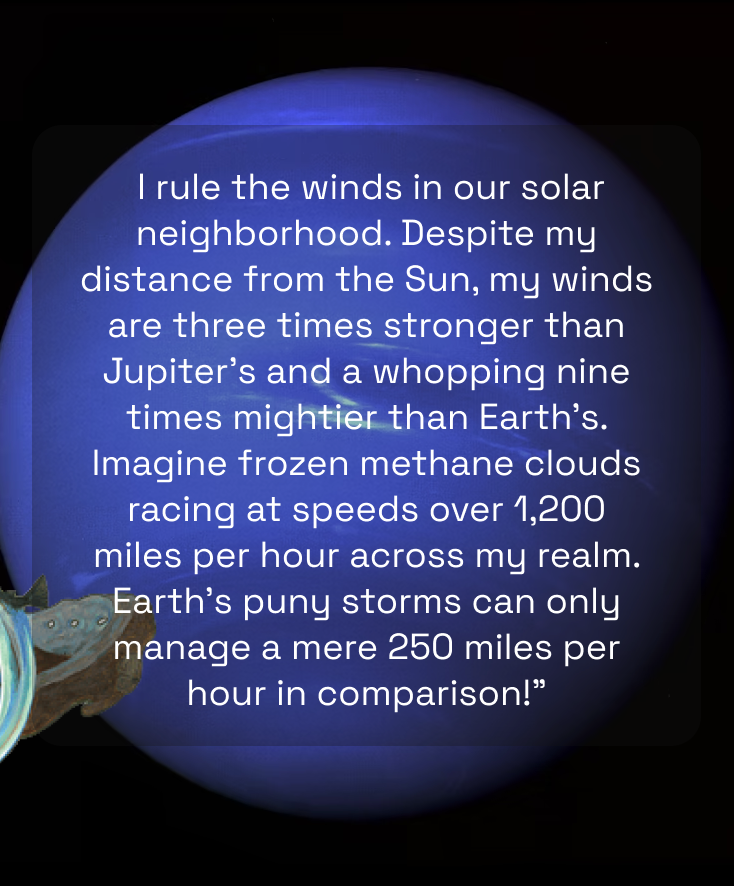 I rule the winds in our solar
neighborhood. Despite my
distance from the Sun, my winds
are three times stronger than
Jupiter’s and a whopping nine
times mightier than Earth’s.
Imagine frozen methane clouds
racing at speeds over 1,200
miles per hour across my realm.
Earth’s puny storms can only
manage a mere 250 miles per
hour in comparison!”